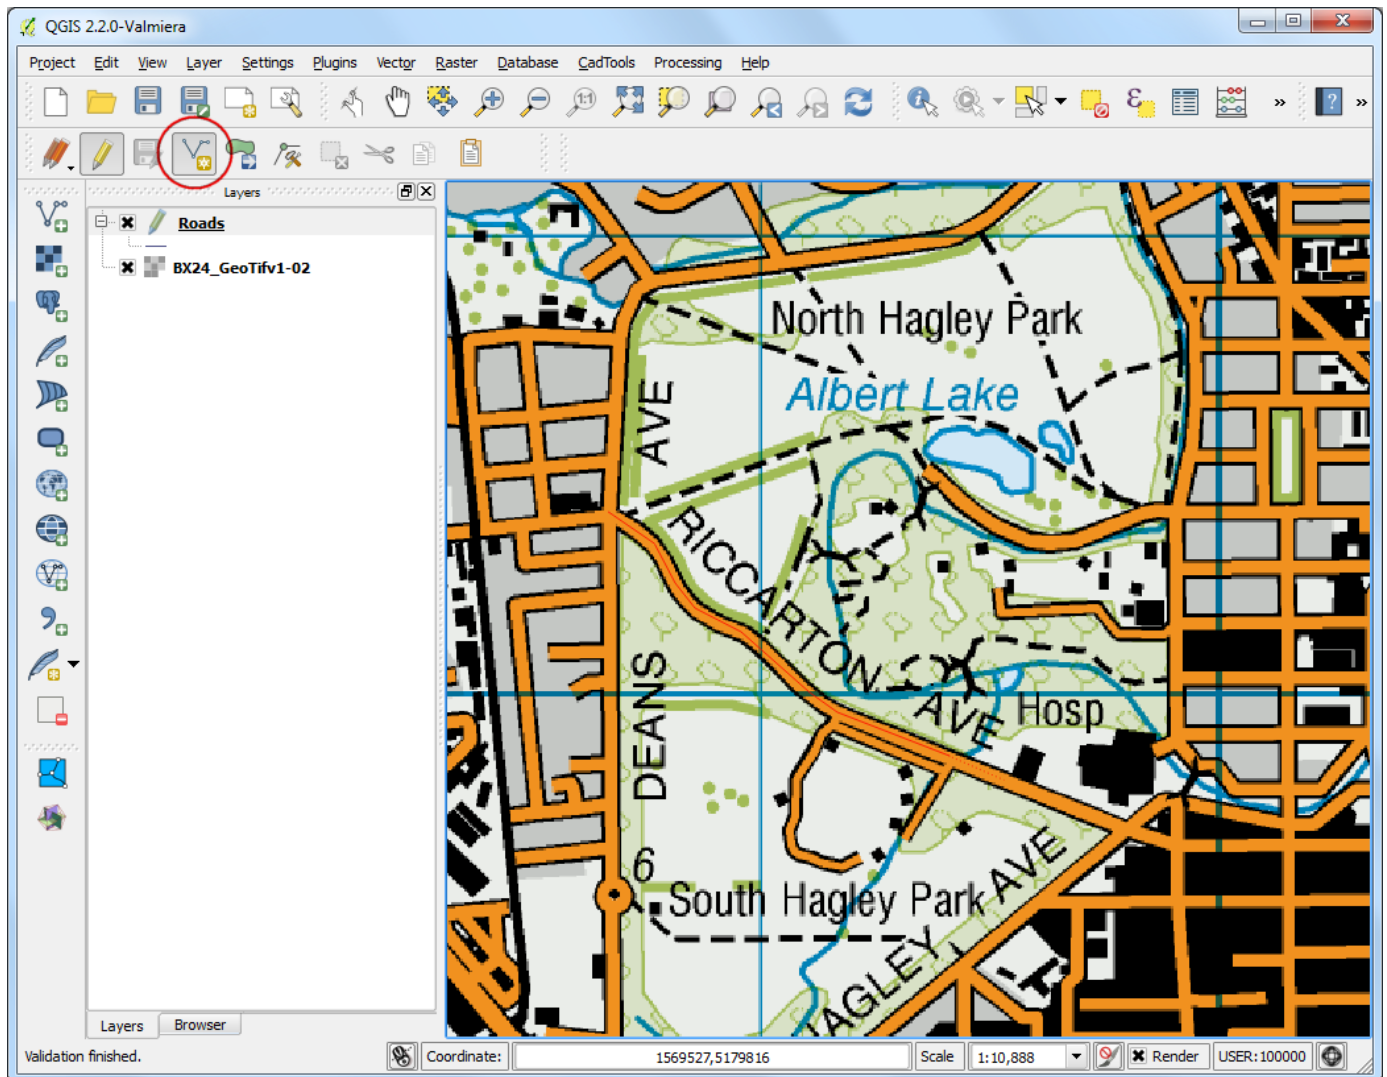 QGIS 2.2.0-Valmiera
Project Edit View Layer Settings Plugins Vector Raster Database CadTools Processing Help
1:1
ε
»
?
»
Layers
Roads
BX24_GeoTifv1-02
North Hagley Park
Albert Lake
AVE
RICCARTON
AVE
Hosp
DEANS
6
South Hagley Park
AVE
HAGLEY
Layers Browser
Validation finished.
Coordinate: 1569527,5179816 Scale 1:10,888 Render USER:100000